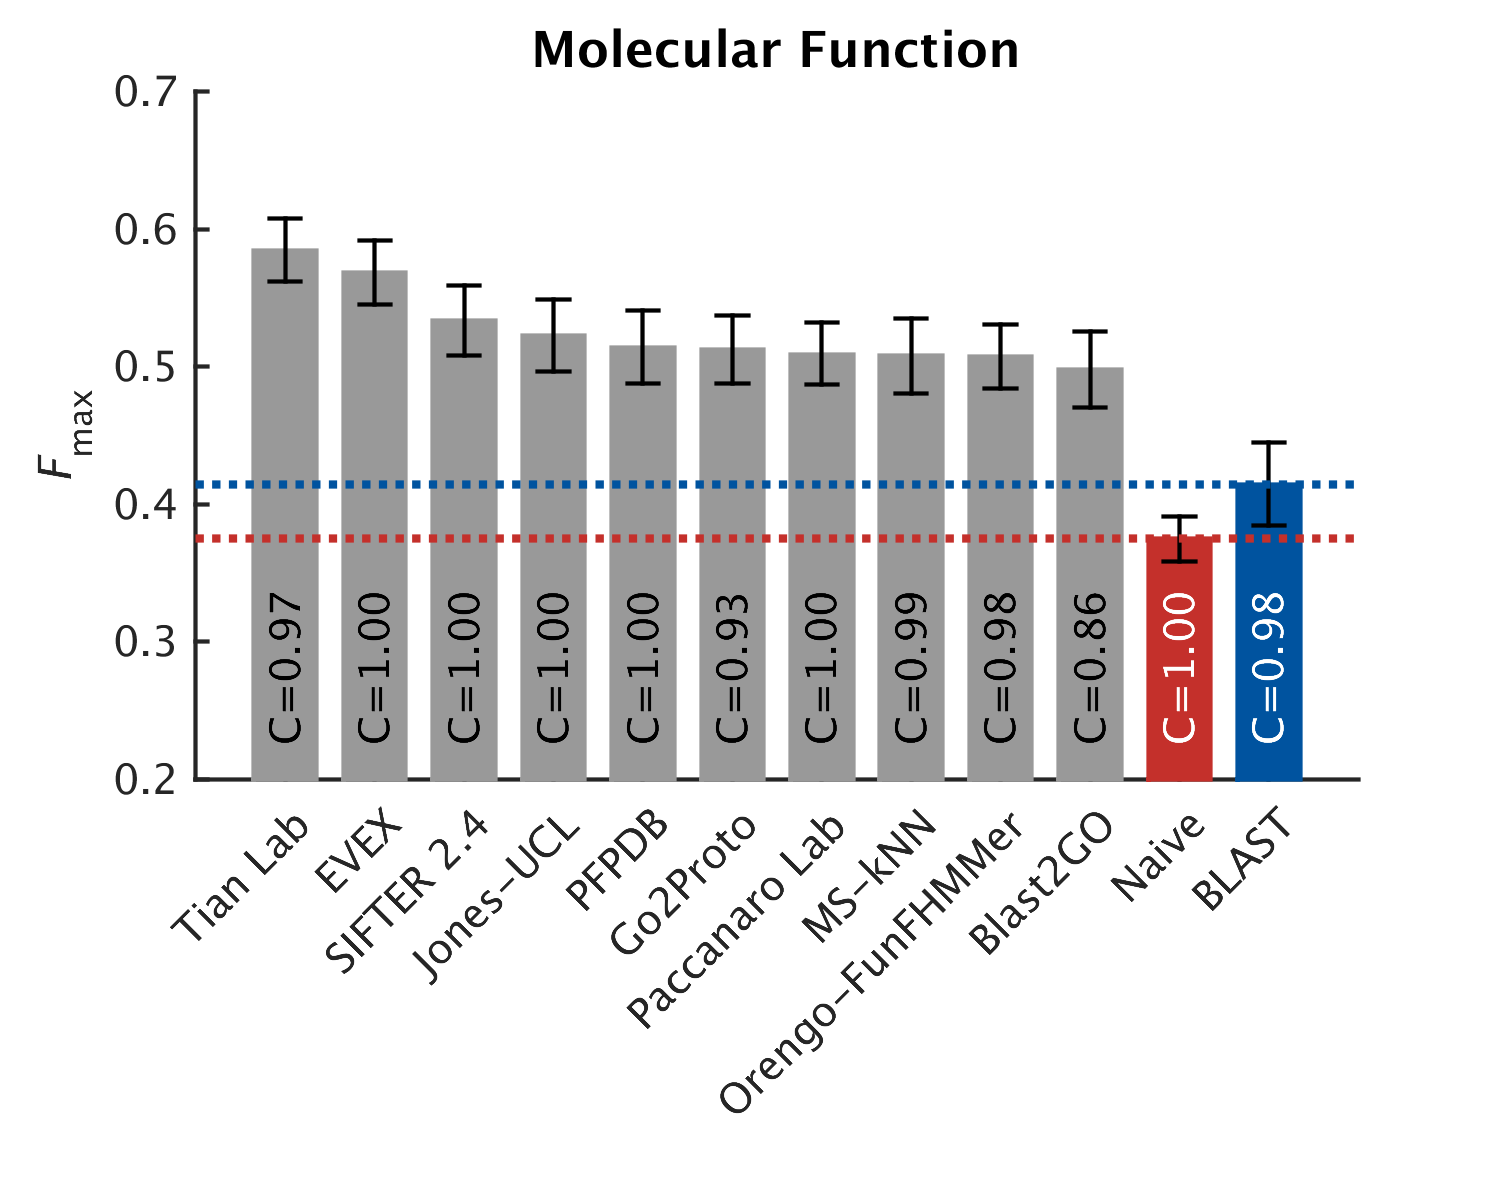 Molecular Function
0.7
0.6
0.5
0.4
0.3
0.2
Fmax
C=0.97
C=1.00
C=1.00
C=1.00
C=1.00
C=0.93
C=1.00
C=0.99
C=0.98
C=0.86
C=1.00
C=0.98
Tian Lab
EVEX
SIFTER 2.4
Jones-UCL
PFPDB
Go2Proto
Paccanaro Lab
MS-kNN
Orengo-FunFHMMer
Blast2GO
Naive
BLAST